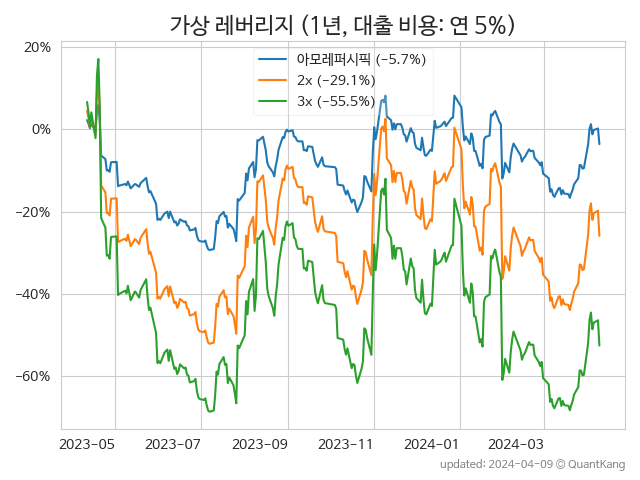 가상 레버리지 (1년, 대출 비용: 연 5%)
20%
0%
−20%
−40%
−60%
아모레퍼시픽 (−5.7%)
2x (−29.1%)
3x (−55.5%)
2023-05 2023-07 2023-09 2023-11 2024-01 2024-03
updated: 2024-04-09 © QuantKang